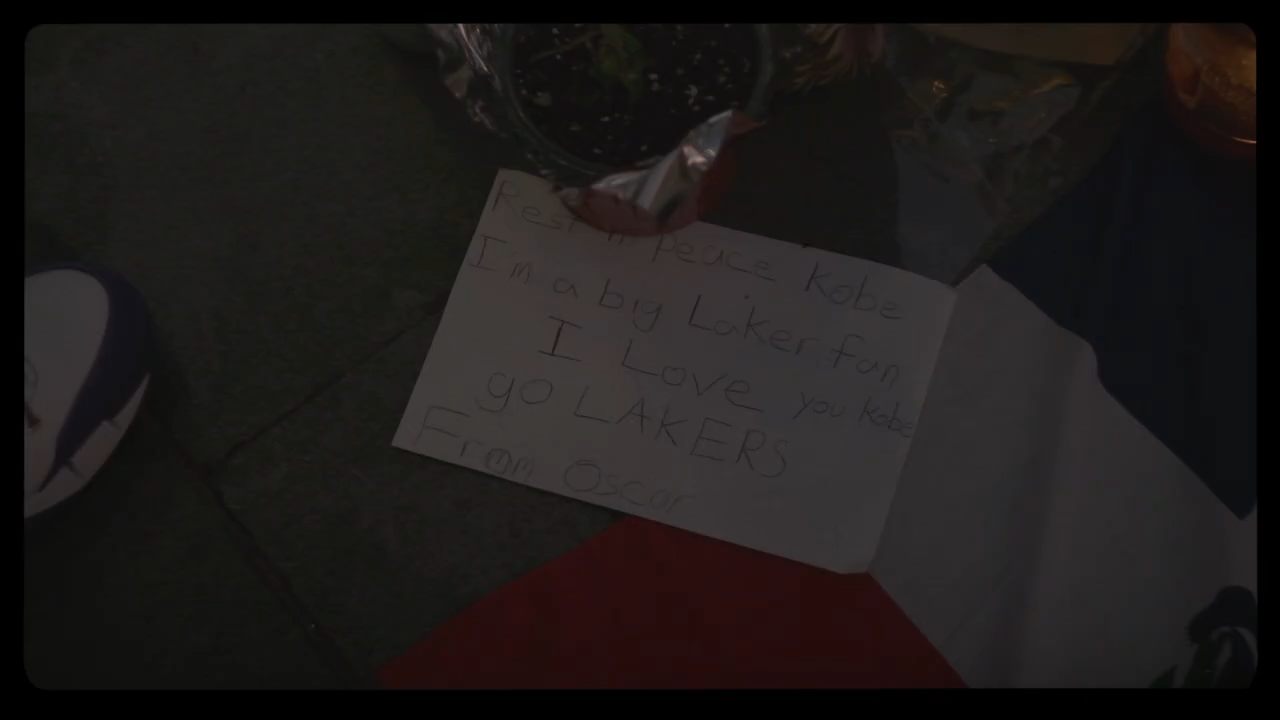 Rest in peace Kobe
I'm a big Laker fan
I Love you Kobe
go LAKERS
From Oscar